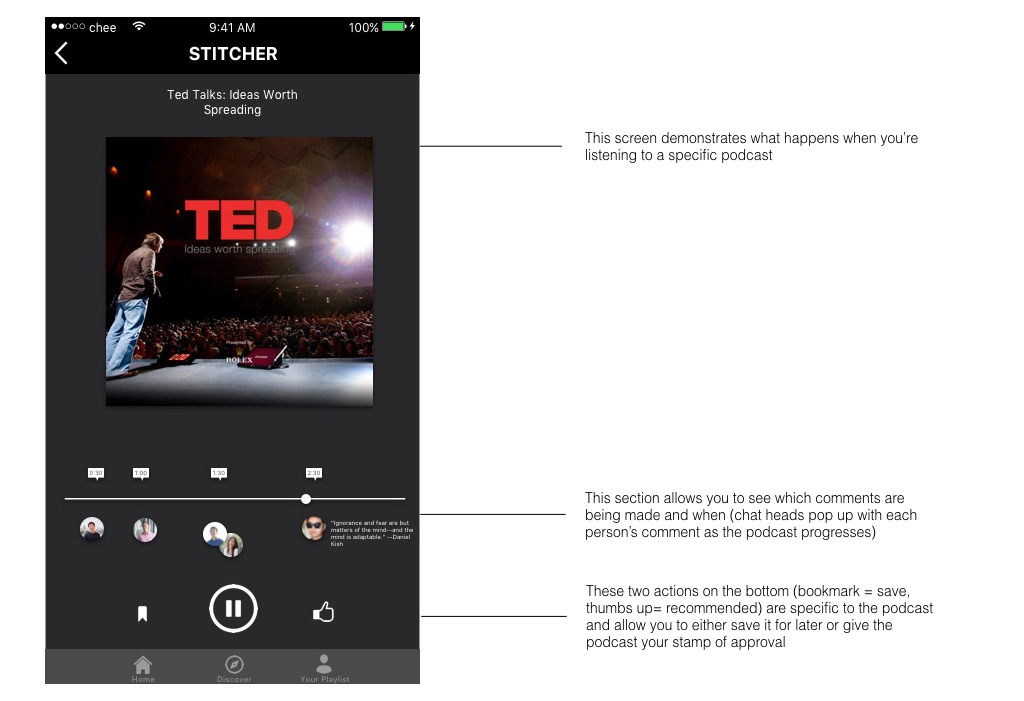 chee
9:41 AM
100%
STITCHER
Ted Talks: Ideas Worth
Spreading
TED
Ideas worth spreading
Presented by
ROLEX
This screen demonstrates what happens when you're
listening to a specific podcast
0:30
1:00
1:30
2:30
"Ignorance and fear are but
matters of the mind--and the
mind is adaptable." --Daniel
Kish
This section allows you to see which comments are
being made and when (chat heads pop up with each
person's comment as the podcast progresses)
These two actions on the bottom (bookmark = save,
thumbs up= recommended) are specific to the podcast
and allow you to either save it for later or give the
podcast your stamp of approval
Home
Discover
Your Playlist